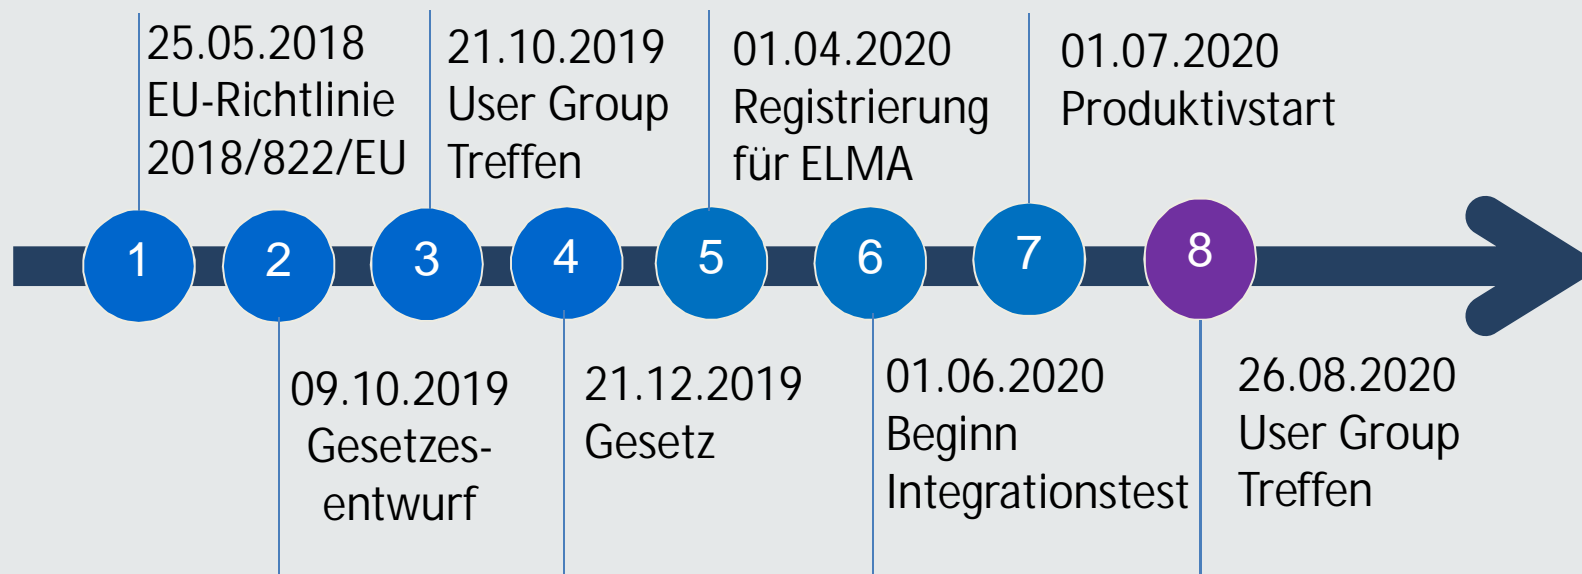 25.05.2018
EU-Richtlinie
2018/822/EU
21.10.2019
User Group
Treffen
01.04.2020
Registrierung
für ELMA
01.07.2020
Produktivstart
1
2
3
4
5
6
7
8
09.10.2019
Gesetzes-
entwurf
21.12.2019
Gesetz
01.06.2020
Beginn
Integrationstest
26.08.2020
User Group
Treffen